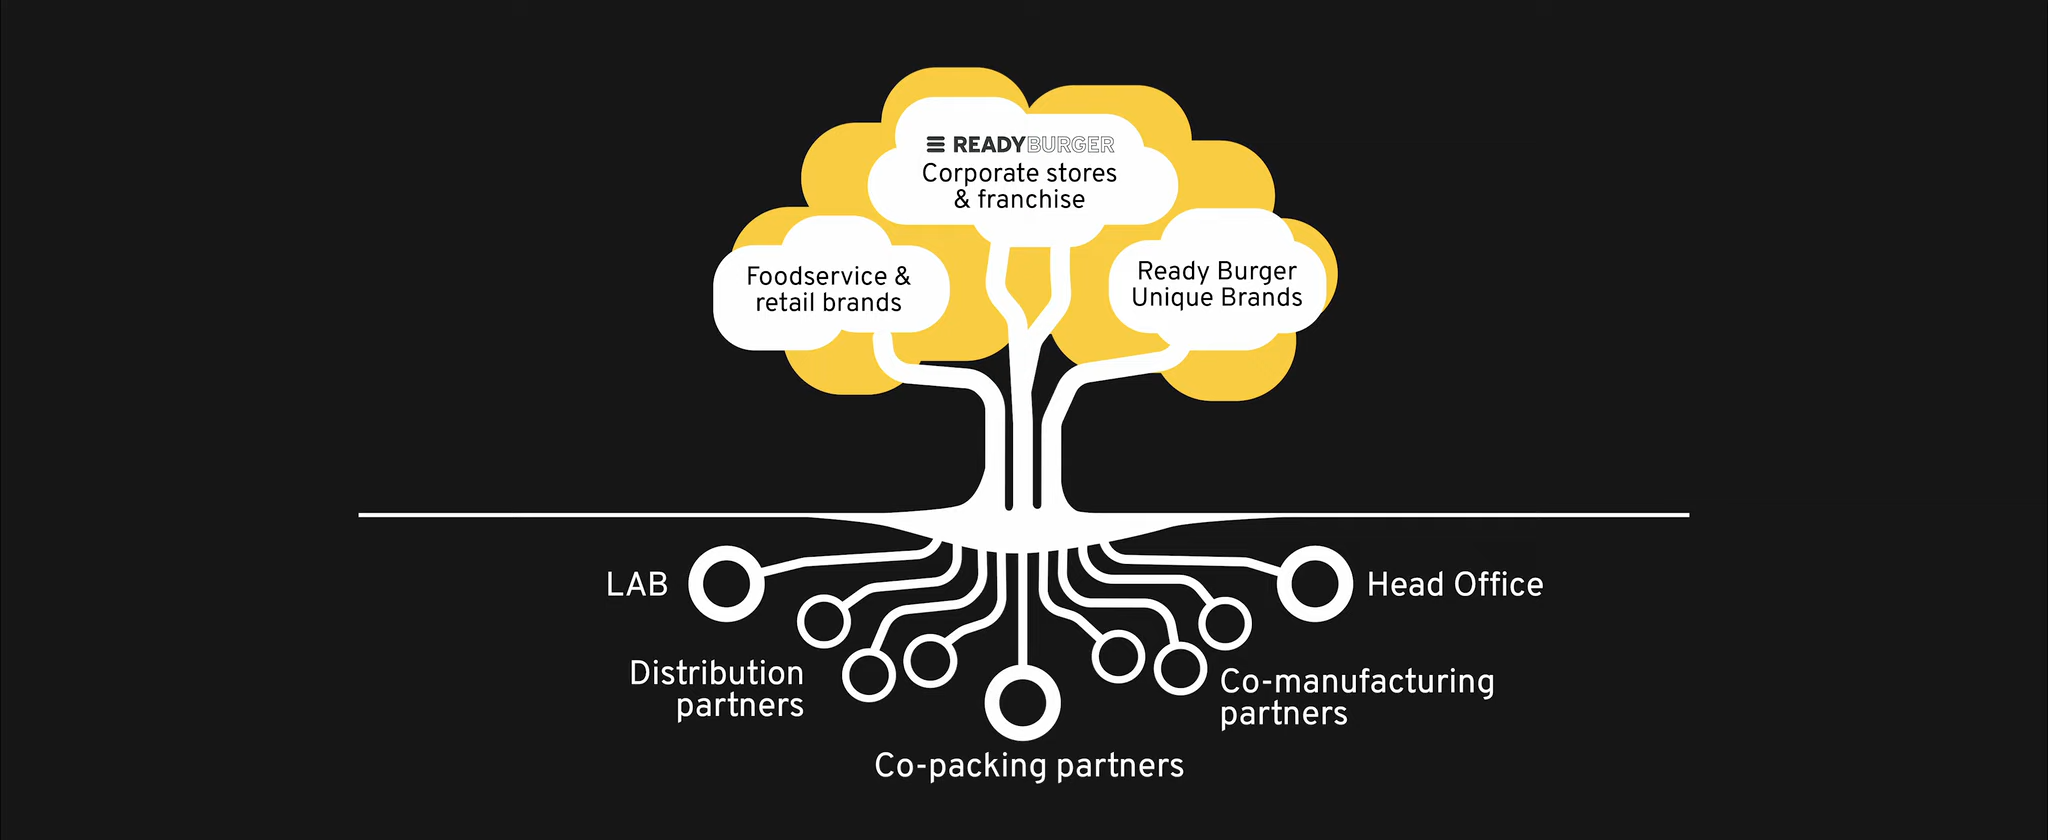 READYBURGER
Corporate stores
& franchise
Foodservice &
retail brands
Ready Burger
Unique Brands
LAB
Head Office
Distribution
partners
Co-manufacturing
partners
Co-packing partners